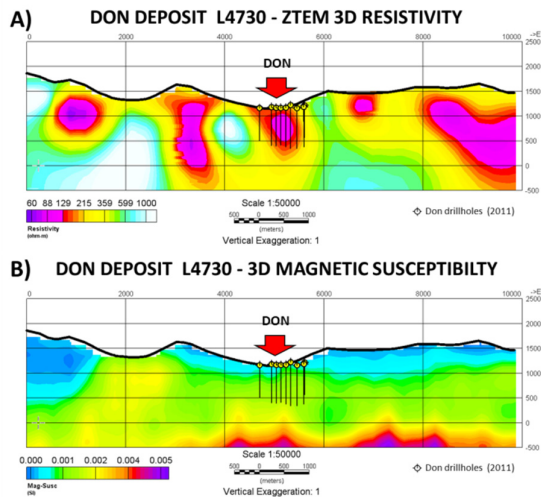 DON DEPOSIT L4730 - ZTEM 3D RESISTIVITY
A)
0 2000 4000 6000 8000 10000 ->E
DON
2500
2000
1500
1000
500
0
-500
60 88 129 215 359 599 1000
Resistivity
(ohm.m)
Scale 1:50000
500 0 500 1000
(meters)
Vertical Exaggeration: 1
Don drillholes (2011)
B) DON DEPOSIT L4730 - 3D MAGNETIC SUSCEPTIBILTY
0 2000 4000 6000 8000 10000 ->E
DON
2500
2000
1500
1000
500
0
-500
0.000 0.001 0.002 0.004 0.005
Mag-Susc
(SI)
Scale 1:50000
500 0 500 1000
(meters)
Vertical Exaggeration: 1
Don drillholes (2011)